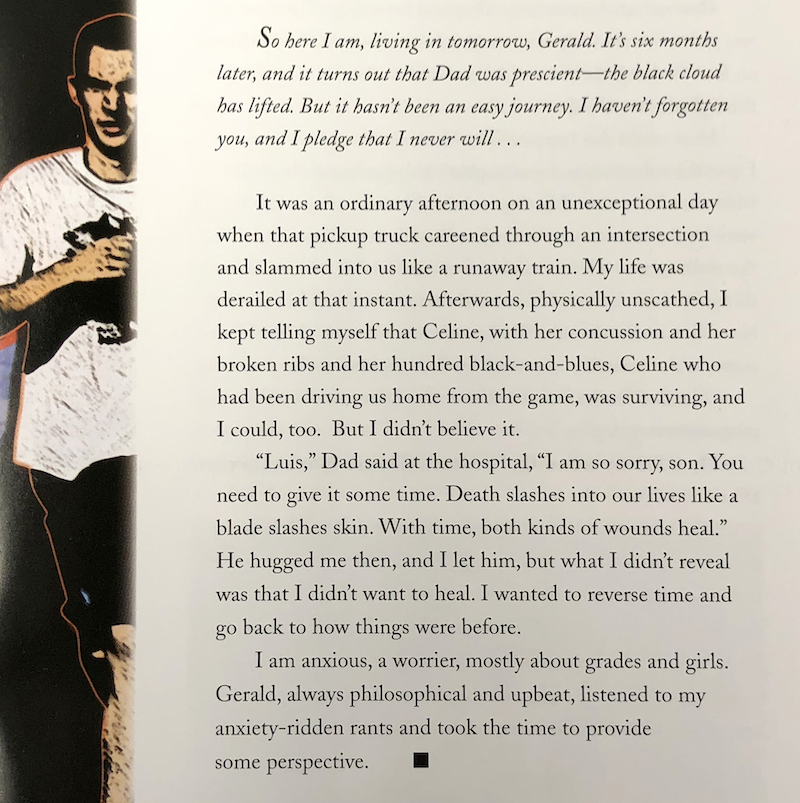 So here I am, living in tomorrow, Gerald. It's six months
later, and it turns out that Dad was prescient—the black cloud
has lifted. But it hasn't been an easy journey. I haven't forgotten
you, and I pledge that I never will . . .
It was an ordinary afternoon on an unexceptional day
when that pickup truck careened through an intersection
and slammed into us like a runaway train. My life was
derailed at that instant. Afterwards, physically unscathed, I
kept telling myself that Celine, with her concussion and her
broken ribs and her hundred black-and-blues, Celine who
had been driving us home from the game, was surviving, and
I could, too. But I didn't believe it.
"Luis," Dad said at the hospital, "I am so sorry, son. You
need to give it some time. Death slashes into our lives like a
blade slashes skin. With time, both kinds of wounds heal."
He hugged me then, and I let him, but what I didn't reveal
was that I didn't want to heal. I wanted to reverse time and
go back to how things were before.
I am anxious, a worrier, mostly about grades and girls.
Gerald, always philosophical and upbeat, listened to my
anxiety-ridden rants and took the time to provide
some perspective. ■